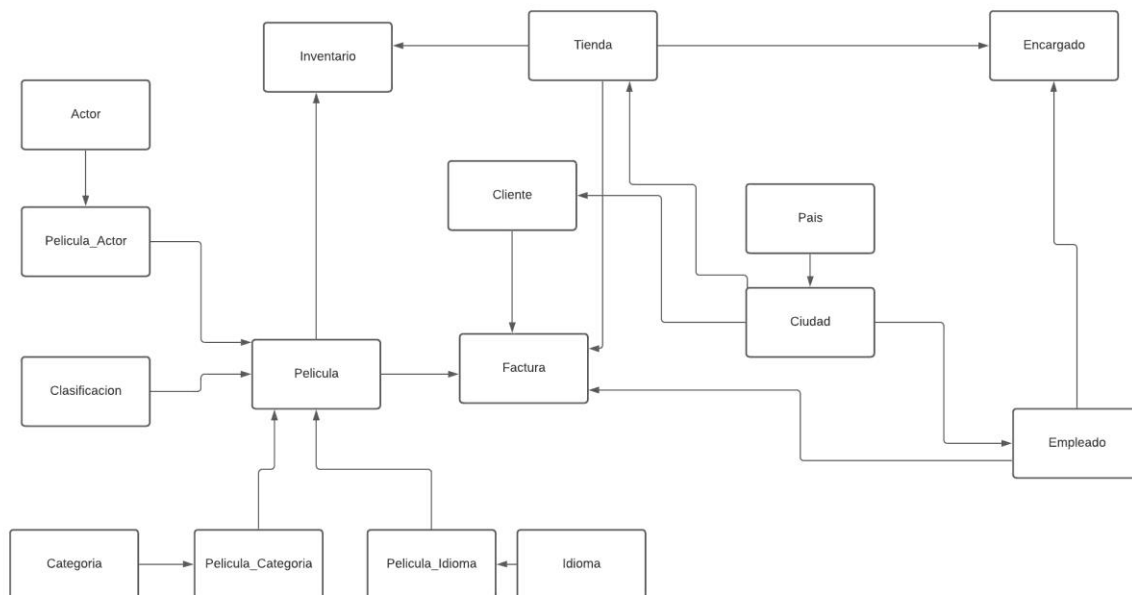 Tienda
Encargado
Inventario
Actor
Cliente
Pais
Pelicula_Actor
Ciudad
Factura
Pelicula
Clasificacion
Empleado
Categoria
Pelicula_Categoria
Pelicula_Idioma
Idioma